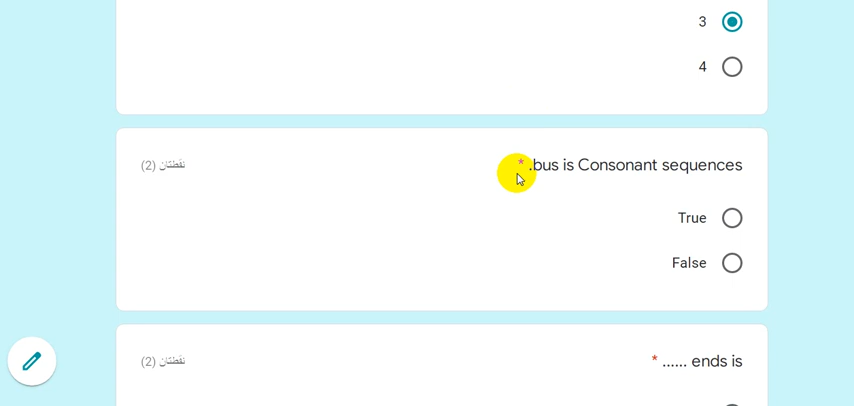 3
4
.bus is Consonant sequences *
نقطتان (2)
True
False
...... ends is *
نقطتان (2)